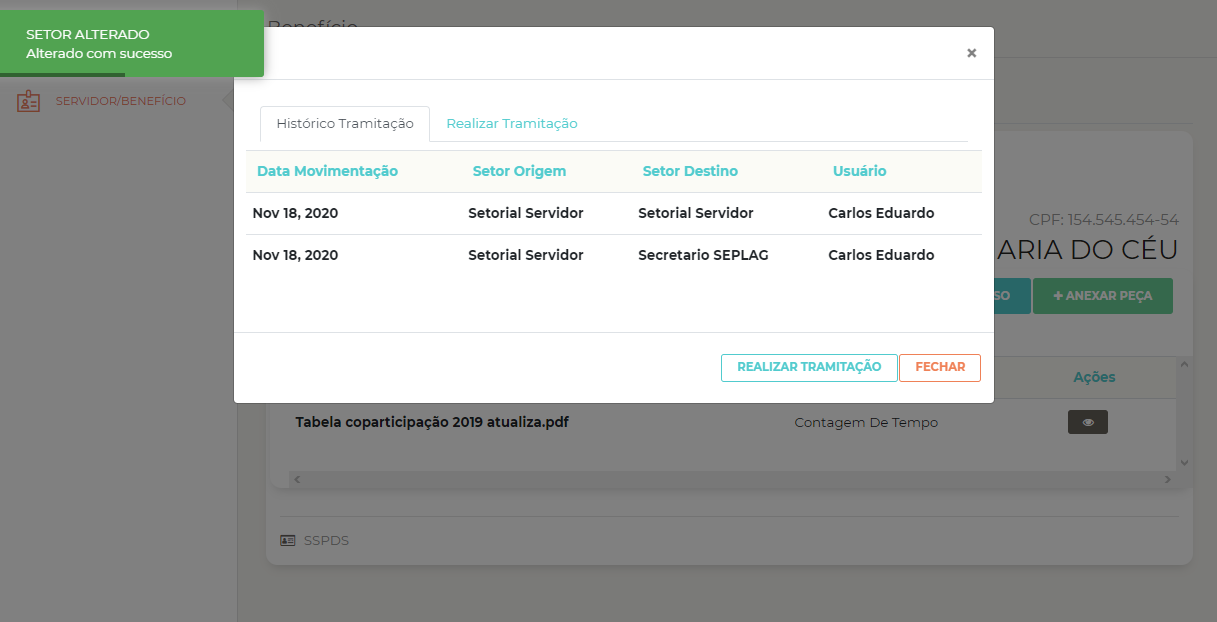 Benefício
SETOR ALTERADO
Alterado com sucesso
×
SERVIDOR/BENEFÍCIO
Histórico Tramitação Realizar Tramitação
Data Movimentação Setor Origem Setor Destino Usuário
Nov 18, 2020 Setorial Servidor Setorial Servidor Carlos Eduardo
Nov 18, 2020 Setorial Servidor Secretario SEPLAG Carlos Eduardo
CPF: 154.545.454-54
ARIA DO CÉU
SO + ANEXAR PEÇA
REALIZAR TRAMITAÇÃO FECHAR
Ações
Tabela coparticipação 2019 atualiza.pdf Contagem De Tempo
SSPDS